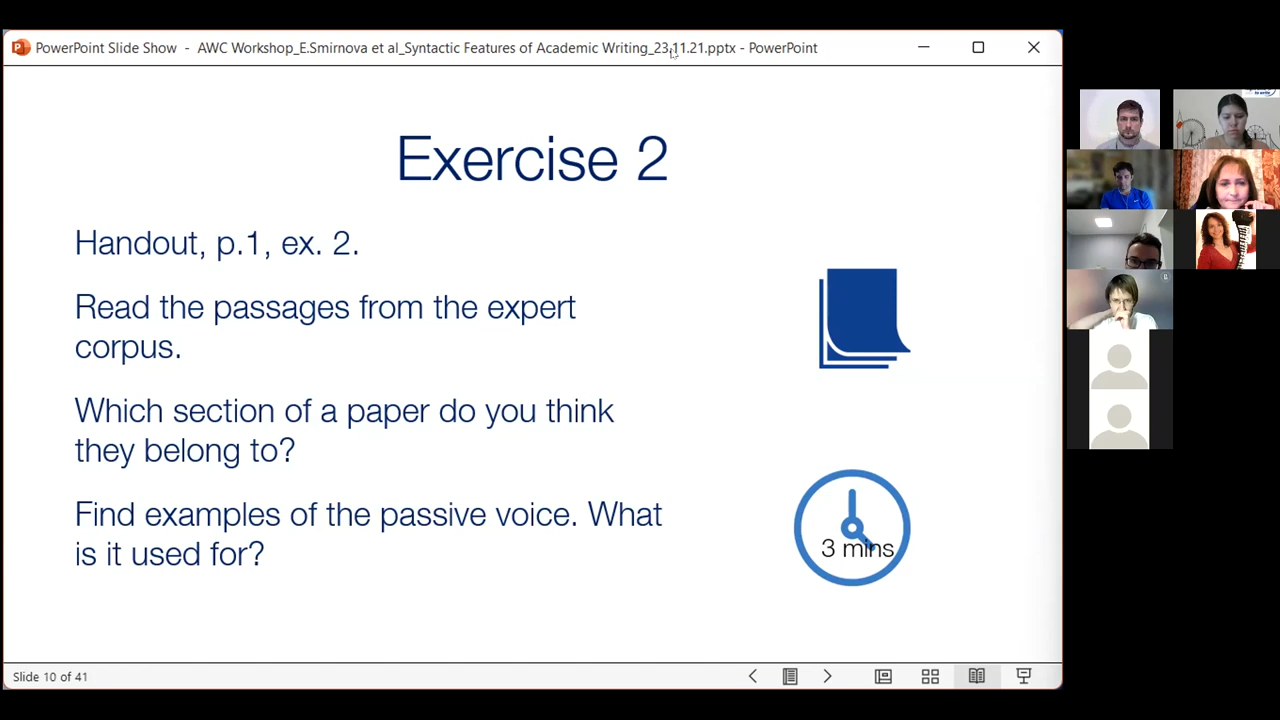 PowerPoint Slide Show - AWC Workshop_E.Smirnova et al_Syntactic Features of Academic Writing_23.11.21.pptx - PowerPoint
Exercise 2
Handout, p.1, ex. 2.
Read the passages from the expert
corpus.
Which section of a paper do you think
they belong to?
Find examples of the passive voice. What
is it used for?
3 mins
Slide 10 of 41
to write